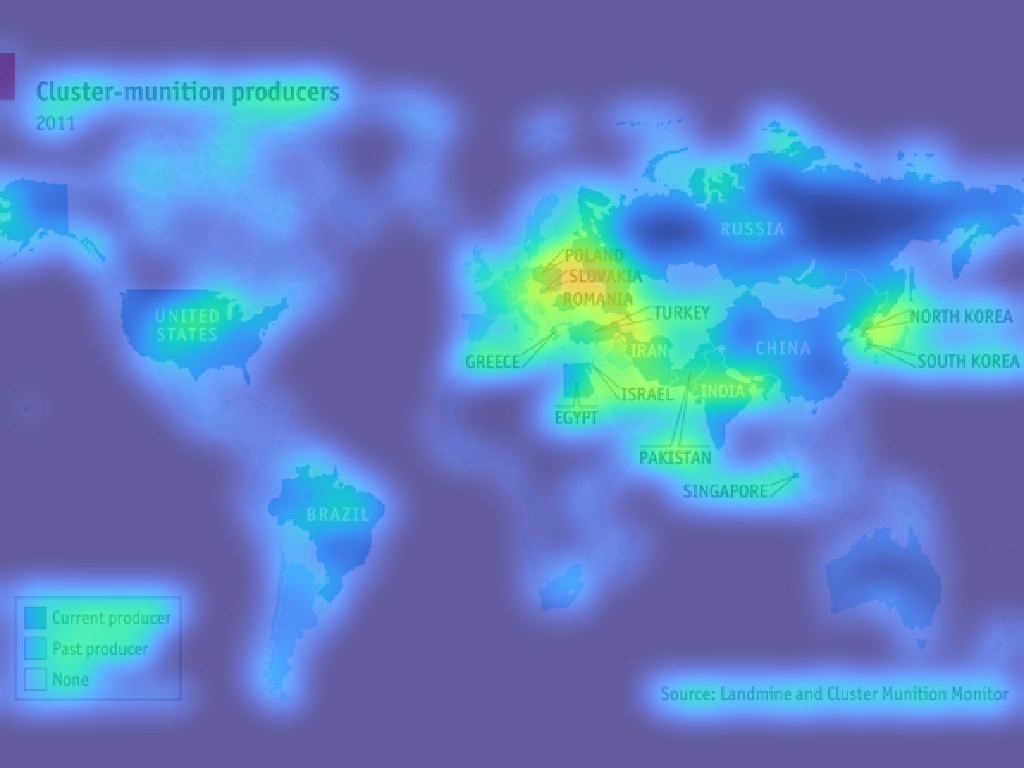 Cluster-munition producers
2011
RUSSIA
POLAND
SLOVAKIA
ROMANIA
TURKEY
NORTH KOREA
UNITED
STATES
CHINA
IRAN
GREECE
SOUTH KOREA
ISRAEL
INDIA
EGYPT
PAKISTAN
SINGAPORE
BRAZIL
Current producer
Past producer
None
Source: Landmine and Cluster Munition Monitor